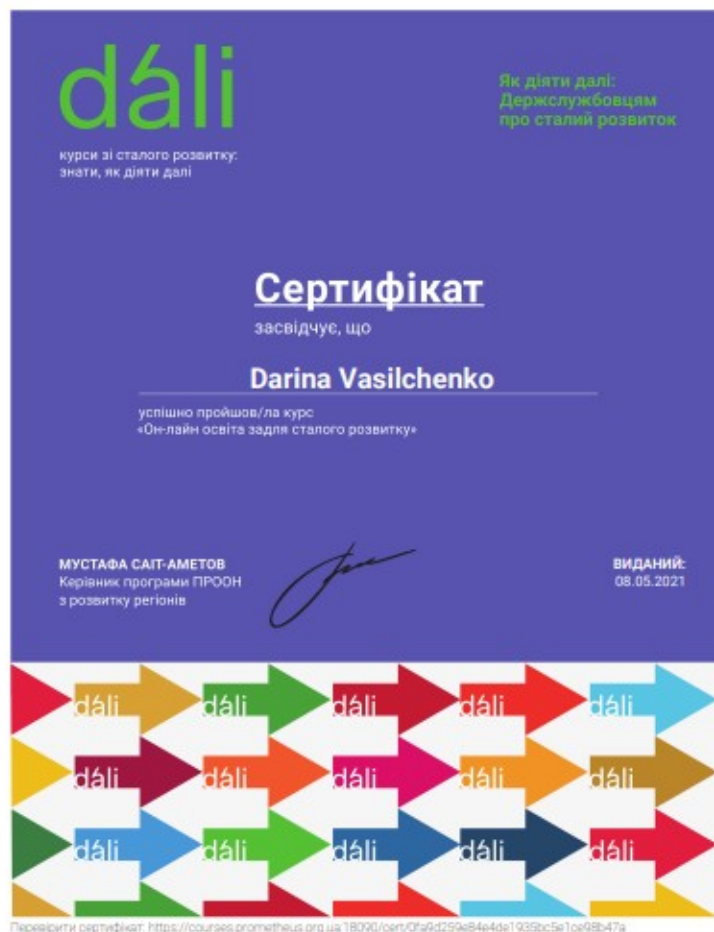 dáli
курси зі сталого розвитку:
знати, як діяти далі
Як діяти далі:
Держслужбовцям
про сталий розвиток
Сертифікат
засвідчує, що
Darina Vasilchenko
успішно пройшов/ла курс
«Он-лайн освіта задля сталого розвитку»
МУСТАФА САІТ-АМЕТОВ
Керівник програми ПРООН
з розвитку регіонів
ВИДАНИЙ:
08.05.2021
dáli dáli dáli dáli dáli
dáli dáli dáli dáli dáli
dáli dáli dáli dáli dáli
Перевірити сертифікат: https://courses.prometheus.org.ua:18090/cert/0fa9d259e84e4de1935bc5e1ce98b47a